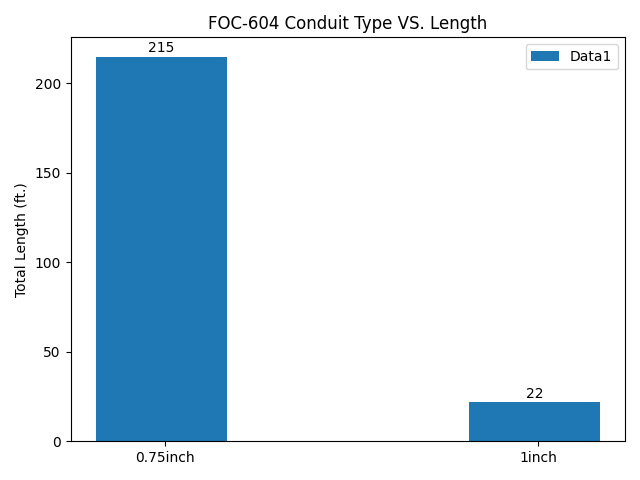 FOC-604 Conduit Type VS. Length
Data1
215
22
Total Length (ft.)
200
150
100
50
0
0.75inch
1inch